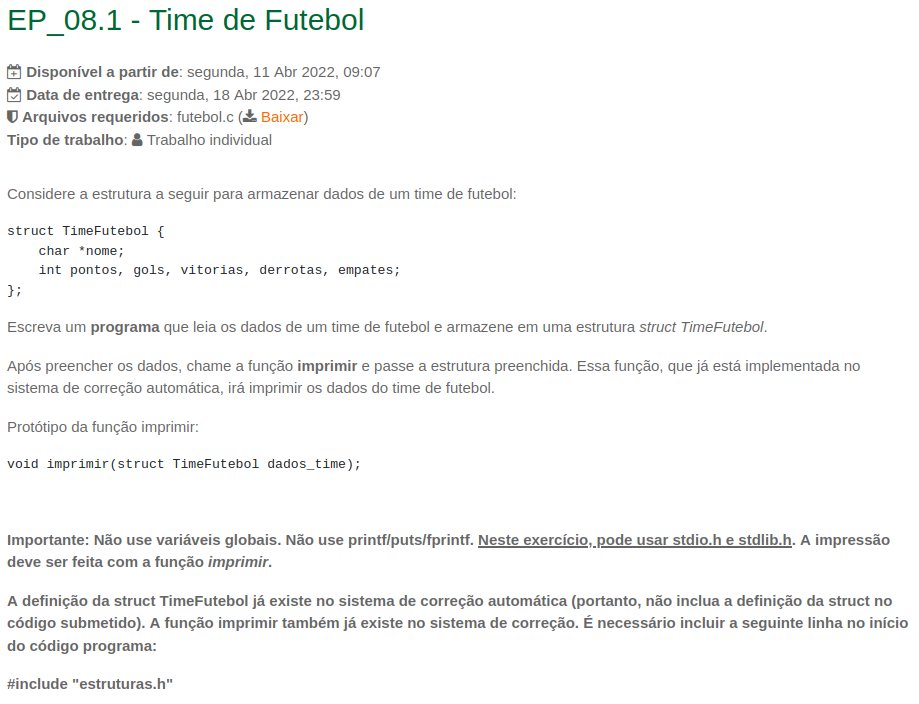 EP_08.1 - Time de Futebol
Disponível a partir de: segunda, 11 Abr 2022, 09:07
Data de entrega: segunda, 18 Abr 2022, 23:59
Arquivos requeridos: futebol.c (Baixar)
Tipo de trabalho: Trabalho individual
Considere a estrutura a seguir para armazenar dados de um time de futebol:
struct TimeFutebol {
    char *nome;
    int pontos, gols, vitorias, derrotas, empates;
};
Escreva um programa que leia os dados de um time de futebol e armazene em uma estrutura struct TimeFutebol.
Após preencher os dados, chame a função imprimir e passe a estrutura preenchida. Essa função, que já está implementada no
sistema de correção automática, irá imprimir os dados do time de futebol.
Protótipo da função imprimir:
void imprimir(struct TimeFutebol dados_time);
Importante: Não use variáveis globais. Não use printf/puts/fprintf. Neste exercício, pode usar stdio.h e stdlib.h. A impressão
deve ser feita com a função imprimir.
A definição da struct TimeFutebol já existe no sistema de correção automática (portanto, não inclua a definição da struct no
código submetido). A função imprimir também já existe no sistema de correção. É necessário incluir a seguinte linha no início
do código programa:
#include "estruturas.h"